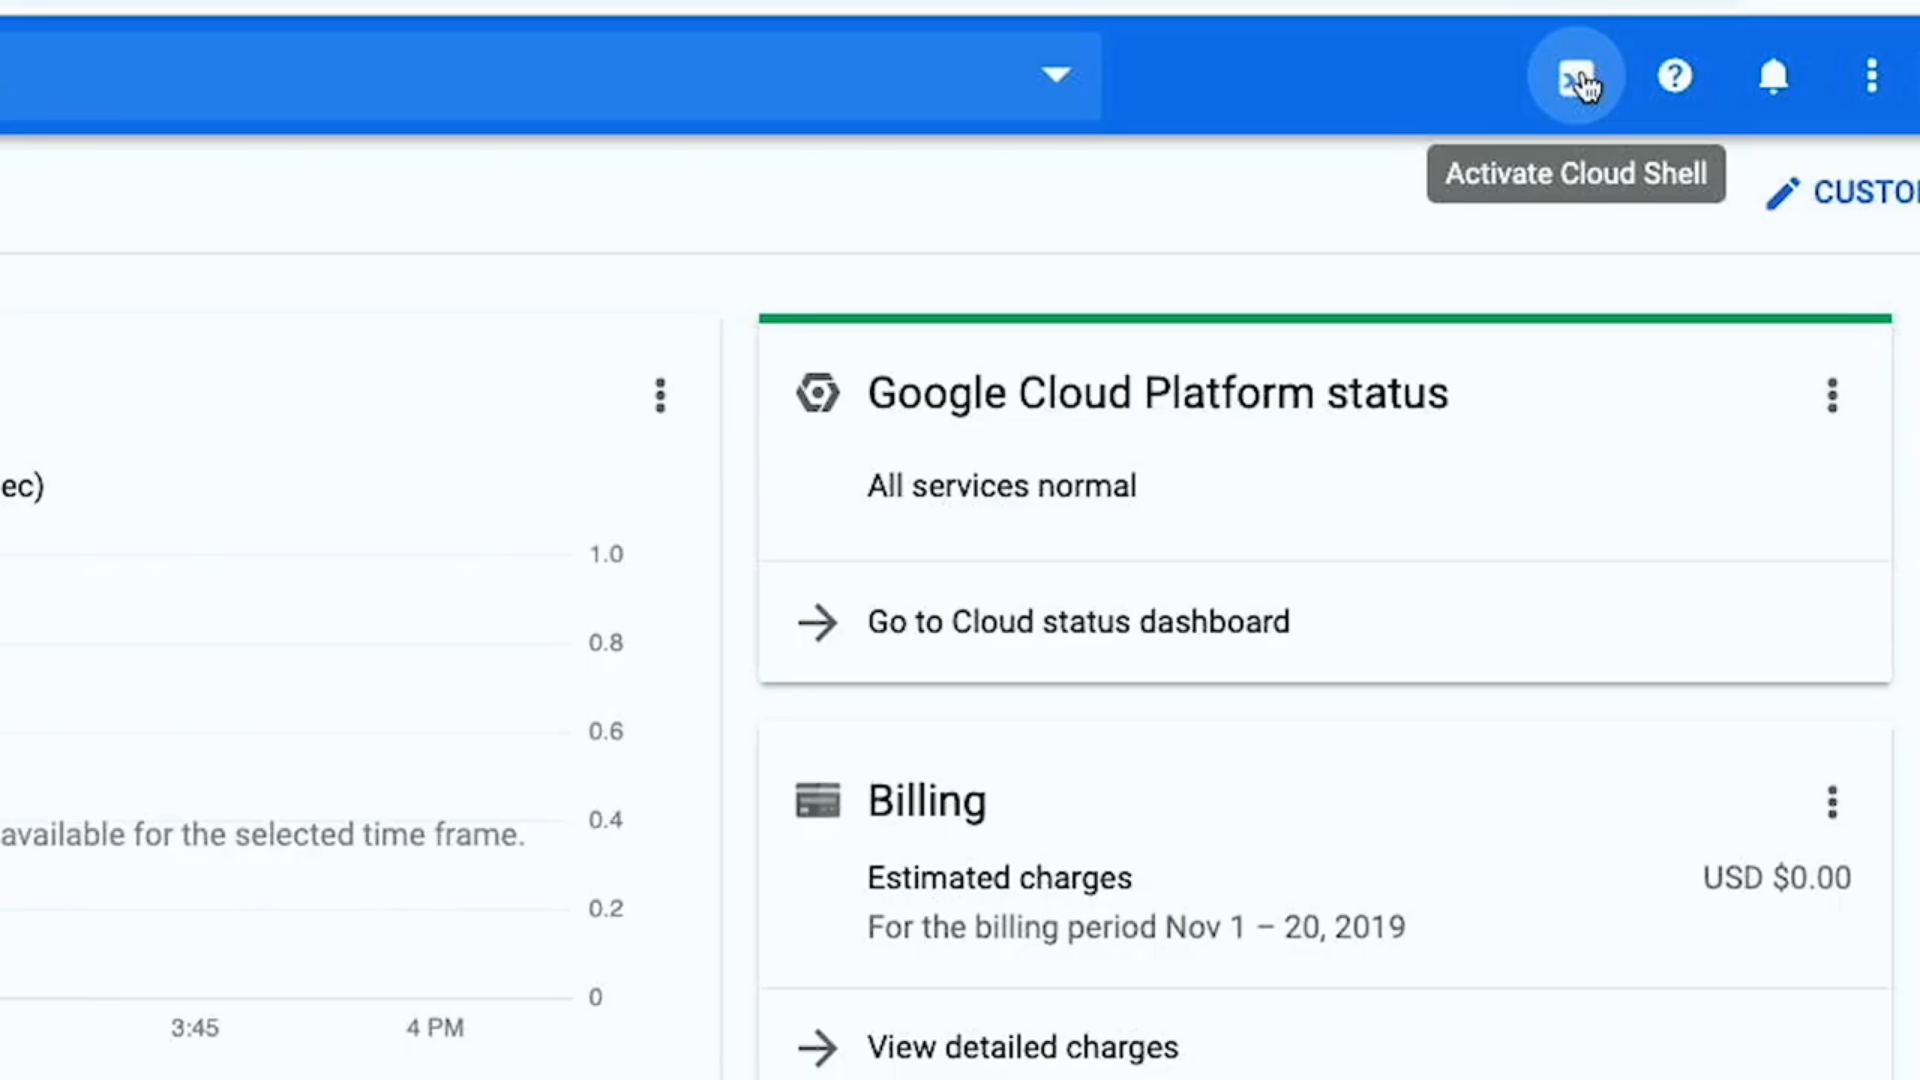 Activate Cloud Shell
CUSTO
Google Cloud Platform status
All services normal
Go to Cloud status dashboard
ec)
1.0
0.8
0.6
0.4
available for the selected time frame.
0.2
0
3:45
4 PM
Billing
Estimated charges
USD $0.00
For the billing period Nov 1 – 20, 2019
View detailed charges